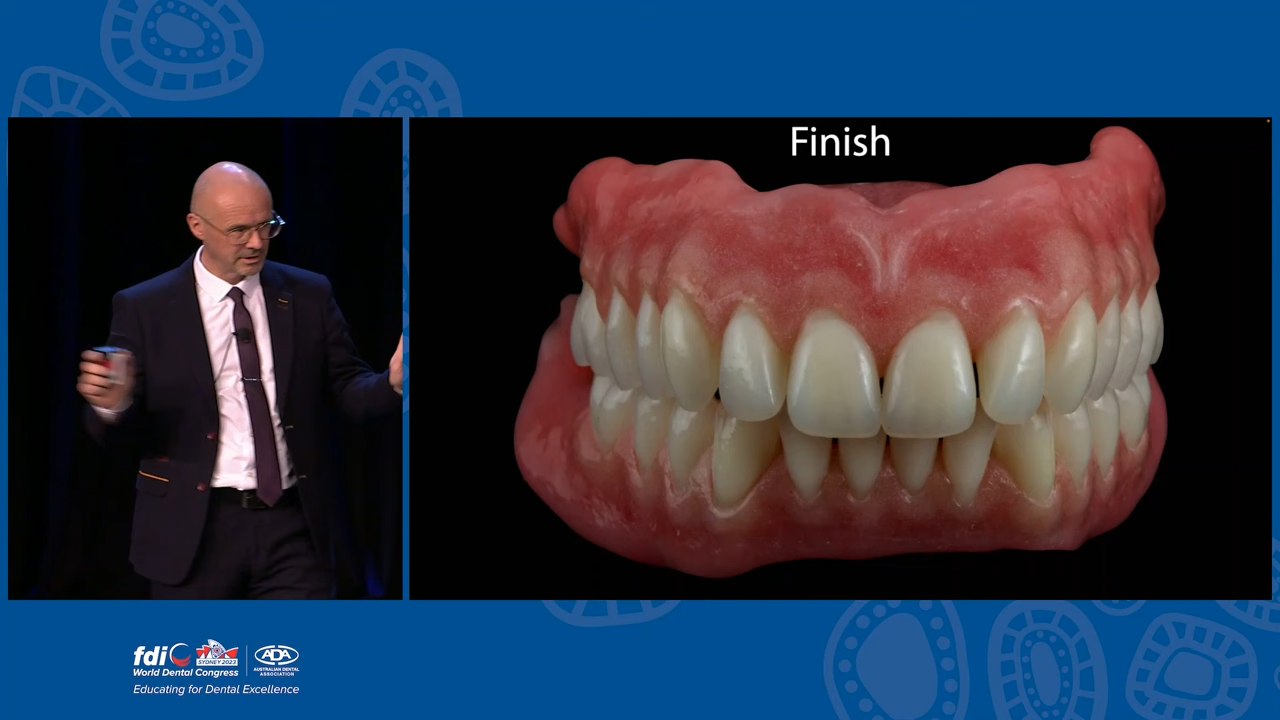 Finish
fdi
SYDNEY 2023
World Dental Congress
ADA
AUSTRALIAN DENTAL
ASSOCIATION
Educating for Dental Excellence